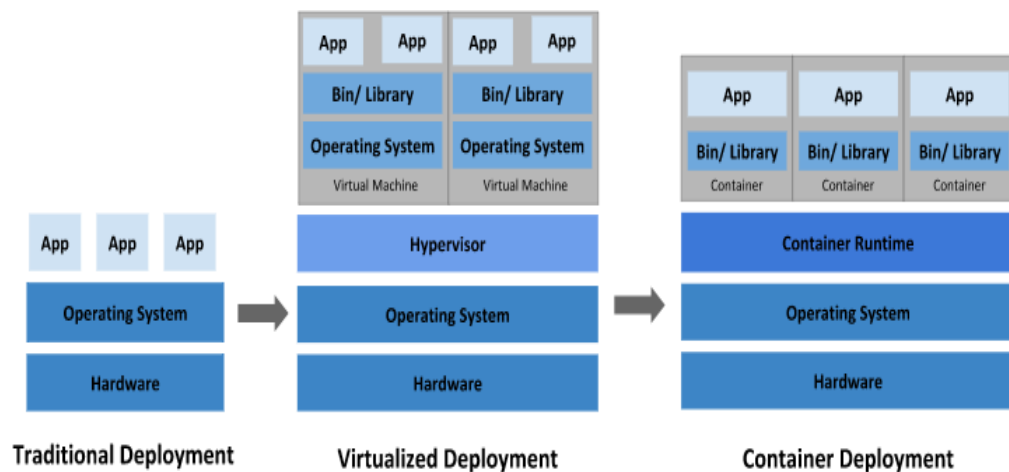 App App App
Operating System
Hardware
Traditional Deployment
App App App App
Bin/ Library Bin/ Library
Operating System Operating System
Virtual Machine Virtual Machine
Hypervisor
Operating System
Hardware
Virtualized Deployment
App App App
Bin/ Library Bin/ Library Bin/ Library
Container Container Container
Container Runtime
Operating System
Hardware
Container Deployment